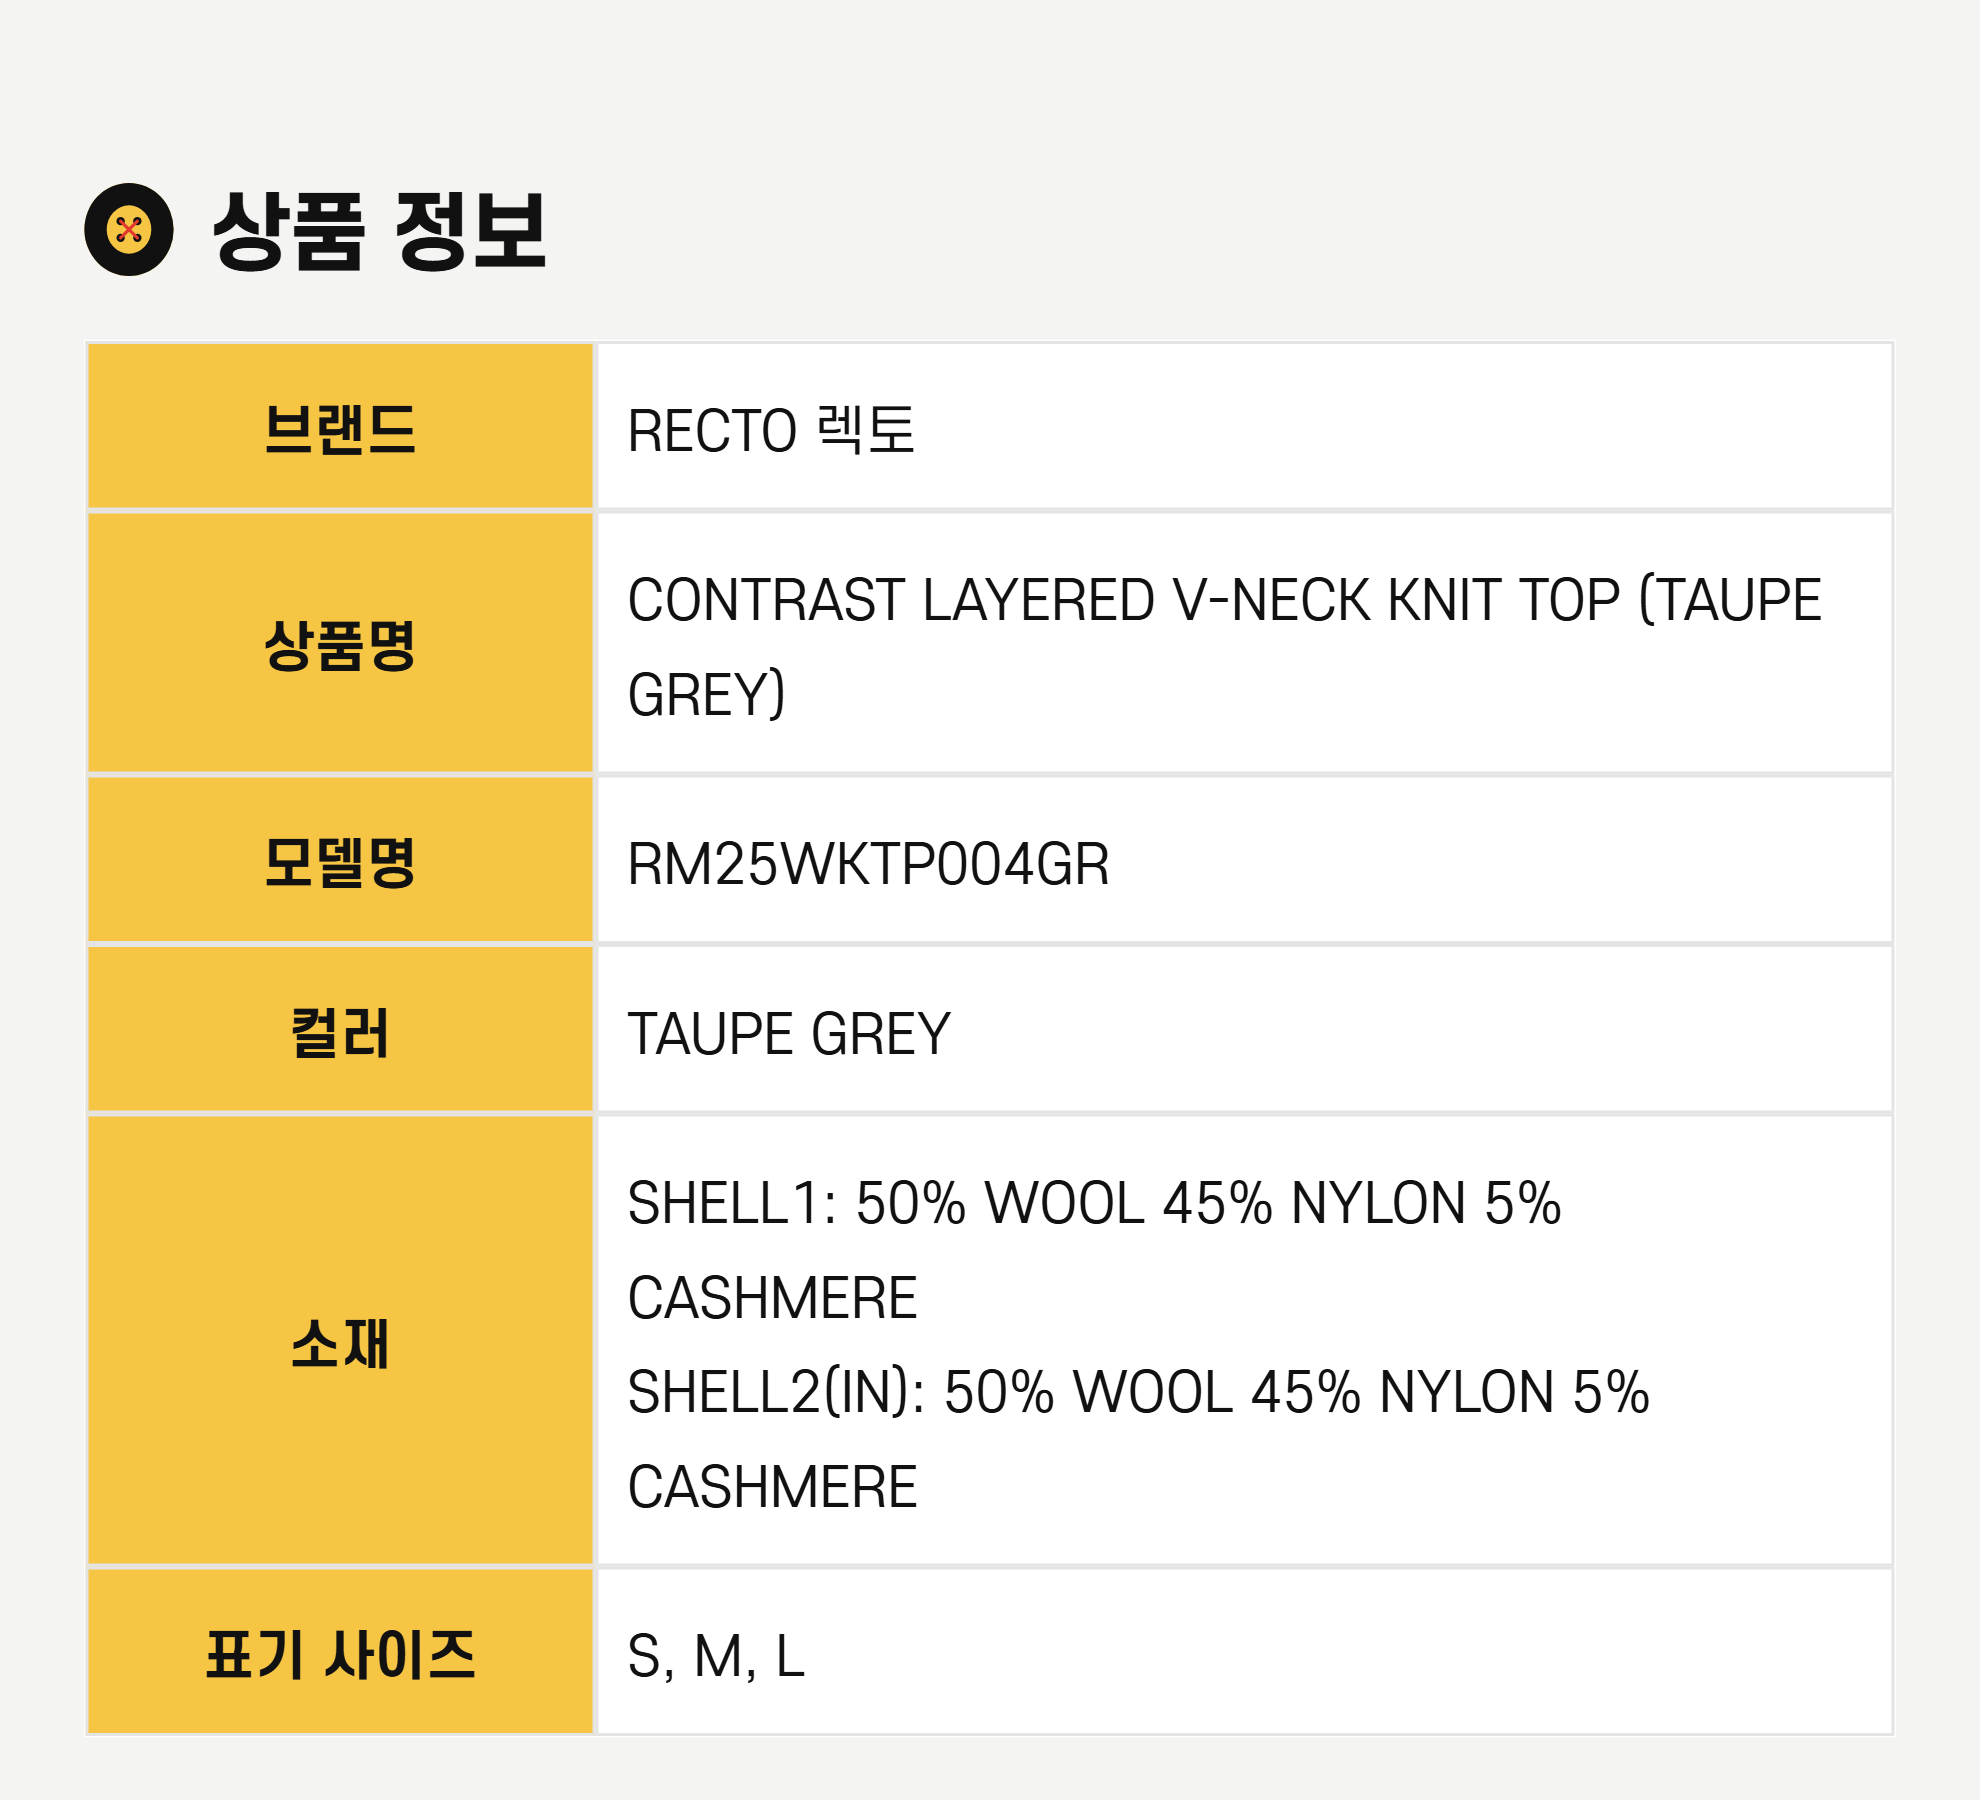 상품 정보
브랜드
RECTO 렉토
상품명
CONTRAST LAYERED V-NECK KNIT TOP (TAUPE
GREY)
모델명
RM25WKTP004GR
컬러
TAUPE GREY
소재
SHELL1: 50% WOOL 45% NYLON 5%
CASHMERE
SHELL2(IN): 50% WOOL 45% NYLON 5%
CASHMERE
표기 사이즈
S, M, L